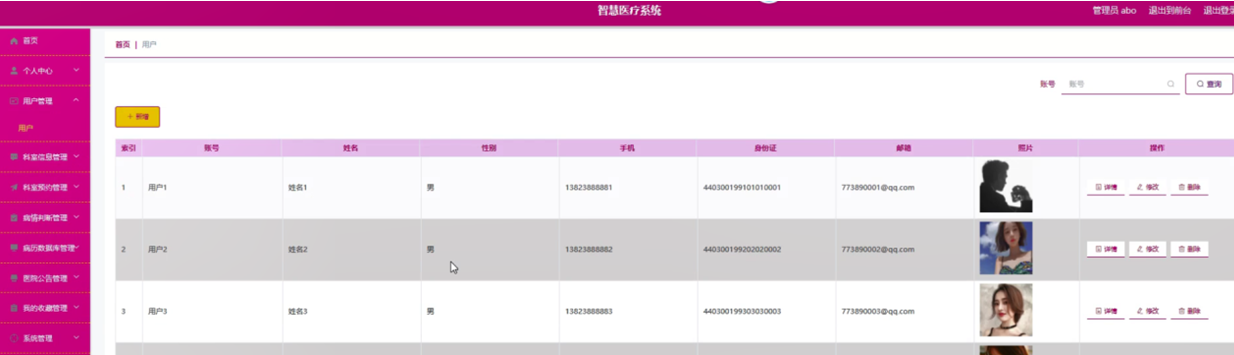 智慧医疗系统
管理员 abo 退出到前台 退出登录
首页
个人中心
用户管理
用户
科室信息管理
科室预约管理
病情判断管理
病历数据库管理
医院公告管理
我的收藏管理
系统管理
首页 | 用户
账号 账号 查询
+ 新增
索引 账号 姓名 性别 手机 身份证 邮箱 照片 操作
1 用户1 姓名1 男 13823888881 440300199101010001 773890001@qq.com 详情 修改 删除
2 用户2 姓名2 男 13823888882 440300199202020002 773890002@qq.com 详情 修改 删除
3 用户3 姓名3 男 13823888883 440300199303030003 773890003@qq.com 详情 修改 删除